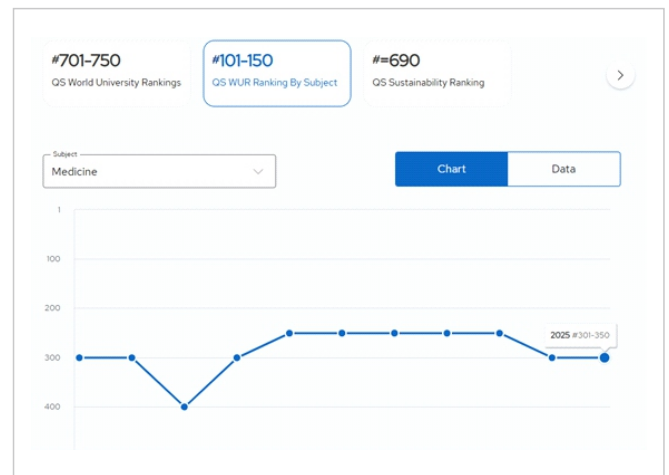 #701-750
QS World University Rankings
#101-150
QS WUR Ranking By Subject
#=690
QS Sustainability Ranking
Subject
Medicine
Chart
Data
1
100
200
300
400
2025 #301-350